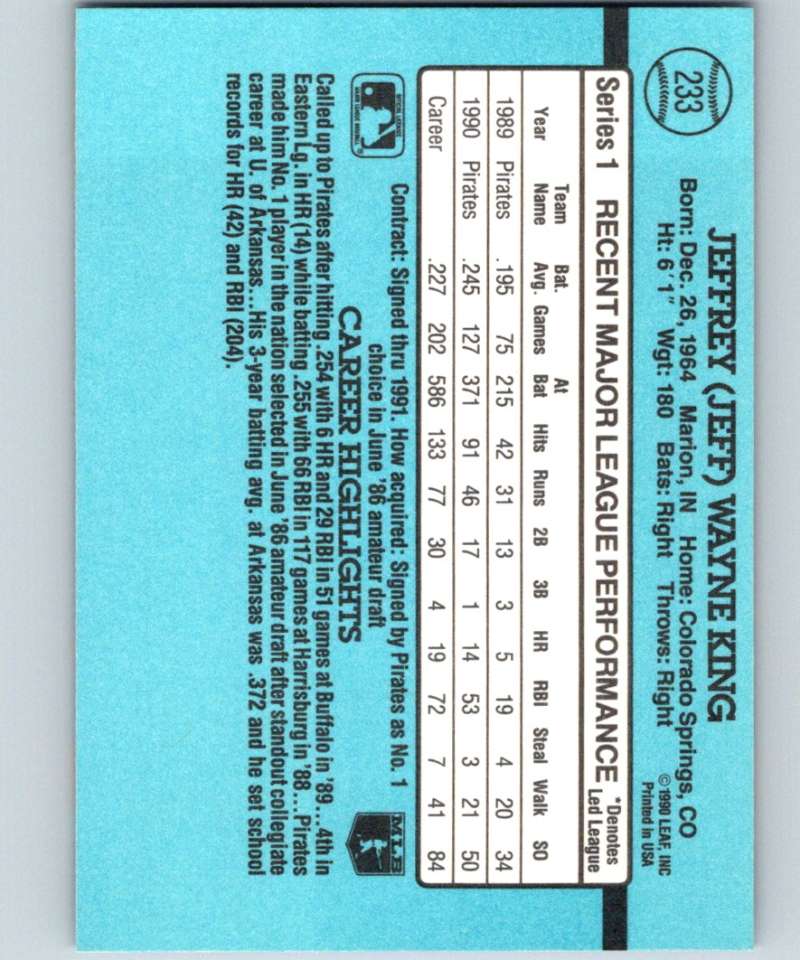 233
JEFFREY (JEFF) WAYNE KING
Born: Dec. 26, 1964 Marion, IN Home: Colorado Springs, CO
Ht: 6' 1" Wgt: 180 Bats: Right Throws: Right
©1990 LEAF, INC
Printed in USA
Series 1 RECENT MAJOR LEAGUE PERFORMANCE *Denotes Led League
Year Team Name Bat. Avg. Games At Bat Hits Runs 2B 3B HR RBI Steal Walk SO
1989 Pirates .195 75 215 42 31 13 3 5 19 4 20 34
1990 Pirates .245 127 371 91 46 17 1 14 53 3 21 50
Career .227 202 586 133 77 30 4 19 72 7 41 84
Contract: Signed thru 1991. How acquired: Signed by Pirates as No. 1
choice in June '86 amateur draft
MLB
CAREER HIGHLIGHTS
Called up to Pirates after hitting .254 with 6 HR and 29 RBI in 51 games at Buffalo in '89...4th in
Eastern Lg. in HR (14) while batting .255 with 66 RBI in 117 games at Harrisburg in '88...Pirates
made him No. 1 player in the nation selected in June '86 amateur draft after standout collegiate
career at U. of Arkansas...His 3-year batting avg. at Arkansas was .372 and he set school
records for HR (42) and RBI (204).